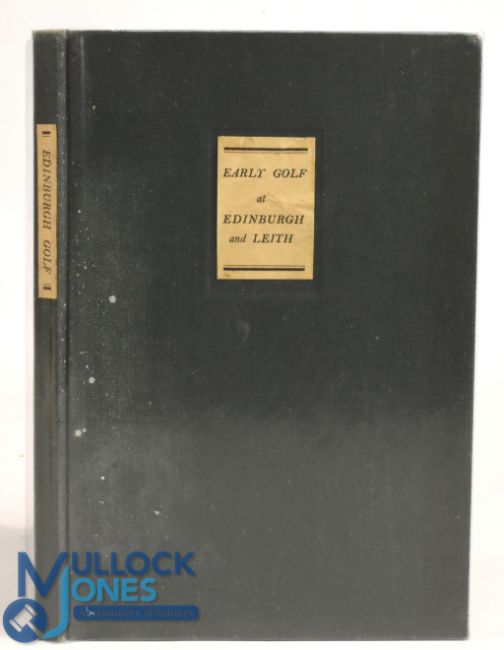 EARLY GOLF
at
EDINBURGH
and LEITH
EDINBURGH GOLF
MULLOCK
JONES
auctioneers & valuers